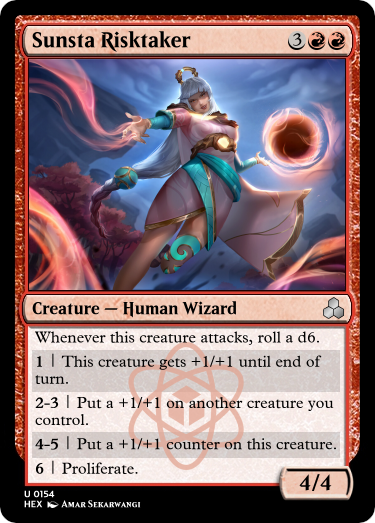 Sunsta Risktaker 3
Creature — Human Wizard
Whenever this creature attacks, roll a d6.
1 | This creature gets +1/+1 until end of
turn.
2-3 | Put a +1/+1 on another creature you
control.
4-5 | Put a +1/+1 counter on this creature.
6 | Proliferate.
4/4
U 0154
HEX Amar Sekarwangi